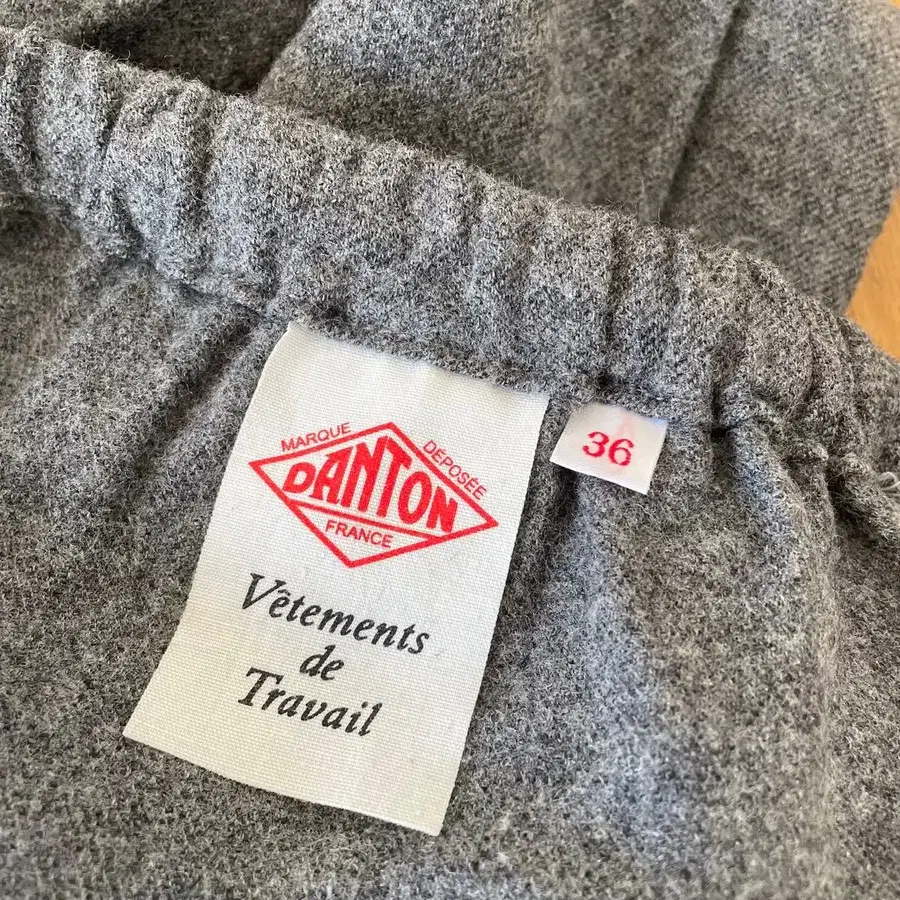 MARQUE DÉPOSÉE
DANTON
FRANCE
Vêtements
de
Travail
A
36